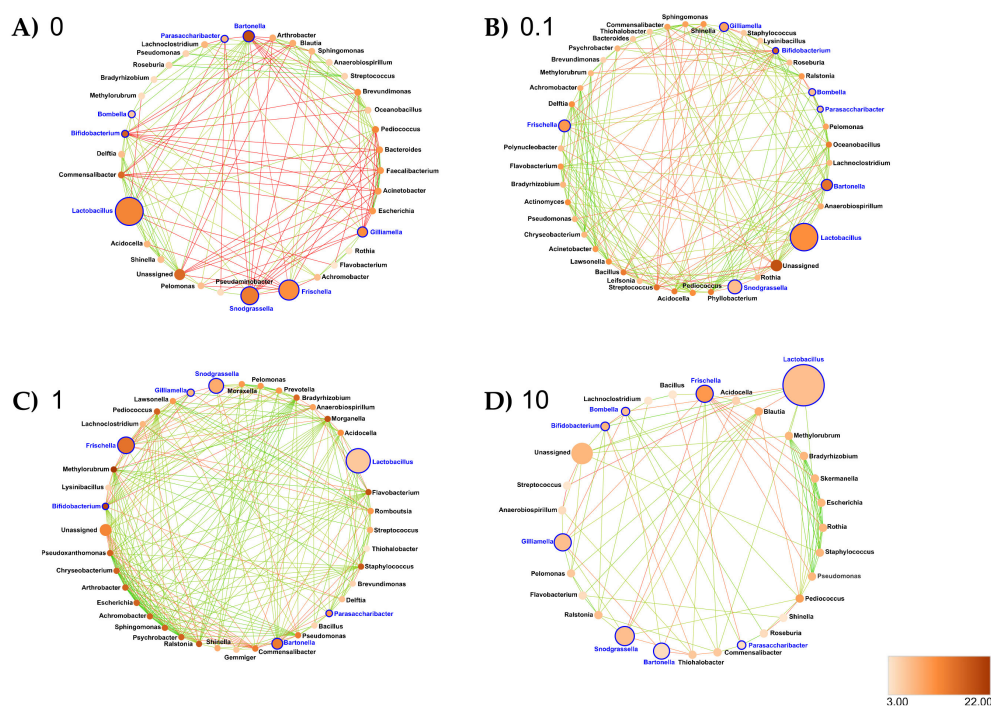 A) 0
Bartonella
Parasaccharibacter
Arthrobacter
Lachnoclostridium
Blautia
Pseudomonas
Sphingomonas
Roseburia
Anaerobiospirillum
Bradyrhizobium
Streptococcus
Methylorubrum
Brevundimonas
Bombella
Oceanobacillus
Bifidobacterium
Pediococcus
Delftia
Bacteroides
Commensalibacter
Faecalibacterium
Acinetobacter
Lactobacillus
Escherichia
Gilliamella
Acidocella
Rothia
Shinella
Flavobacterium
Unassigned
Achromobacter
Pelomonas
Pseudaminobacter
Frischella
Snodgrassella
B) 0.1
Sphingomonas
Commensalibacter
Gilliamella
Thiohalobacter
Shinella
Staphylococcus
Bacteroides
Lysinibacillus
Psychrobacter
Bifidobacterium
Brevundimonas
Roseburia
Methylorubrum
Ralstonia
Achromobacter
Bombella
Delftia
Parasaccharibacter
Frischella
Pelomonas
Polynucleobacter
Oceanobacillus
Flavobacterium
Lachnoclostridium
Bradyrhizobium
Bartonella
Actinomyces
Anaerobiospirillum
Pseudomonas
Chryseobacterium
Lactobacillus
Acinetobacter
Lawsonella
Unassigned
Bacillus
Rothia
Leifsonia
Streptococcus
Pediococcus
Snodgrassella
Acidocella
Phyllobacterium
C) 1
Snodgrassella
Pelomonas
Gilliamella
Moraxella
Prevotella
Lawsonella
Bradyrhizobium
Pediococcus
Anaerobiospirillum
Lachnoclostridium
Morganella
Frischella
Acidocella
Methylorubrum
Lactobacillus
Lysinibacillus
Flavobacterium
Bifidobacterium
Romboutsia
Unassigned
Streptococcus
Pseudoxanthomonas
Thiohalobacter
Chryseobacterium
Staphylococcus
Arthrobacter
Brevundimonas
Escherichia
Delftia
Achromobacter
Parasaccharibacter
Sphingomonas
Bacillus
Psychrobacter
Pseudomonas
Ralstonia
Shinella
Bartonella
Gemmiger
Commensalibacter
D) 10
Lactobacillus
Bacillus
Frischella
Lachnoclostridium
Acidocella
Bombella
Blautia
Bifidobacterium
Methylorubrum
Unassigned
Bradyrhizobium
Streptococcus
Skermanella
Anaerobiospirillum
Escherichia
Gilliamella
Rothia
Staphylococcus
Pelomonas
Pseudomonas
Flavobacterium
Pediococcus
Ralstonia
Shinella
Snodgrassella
Roseburia
Bartonella
Parasaccharibacter
Thiohalobacter
Commensalibacter
3.00 22.00